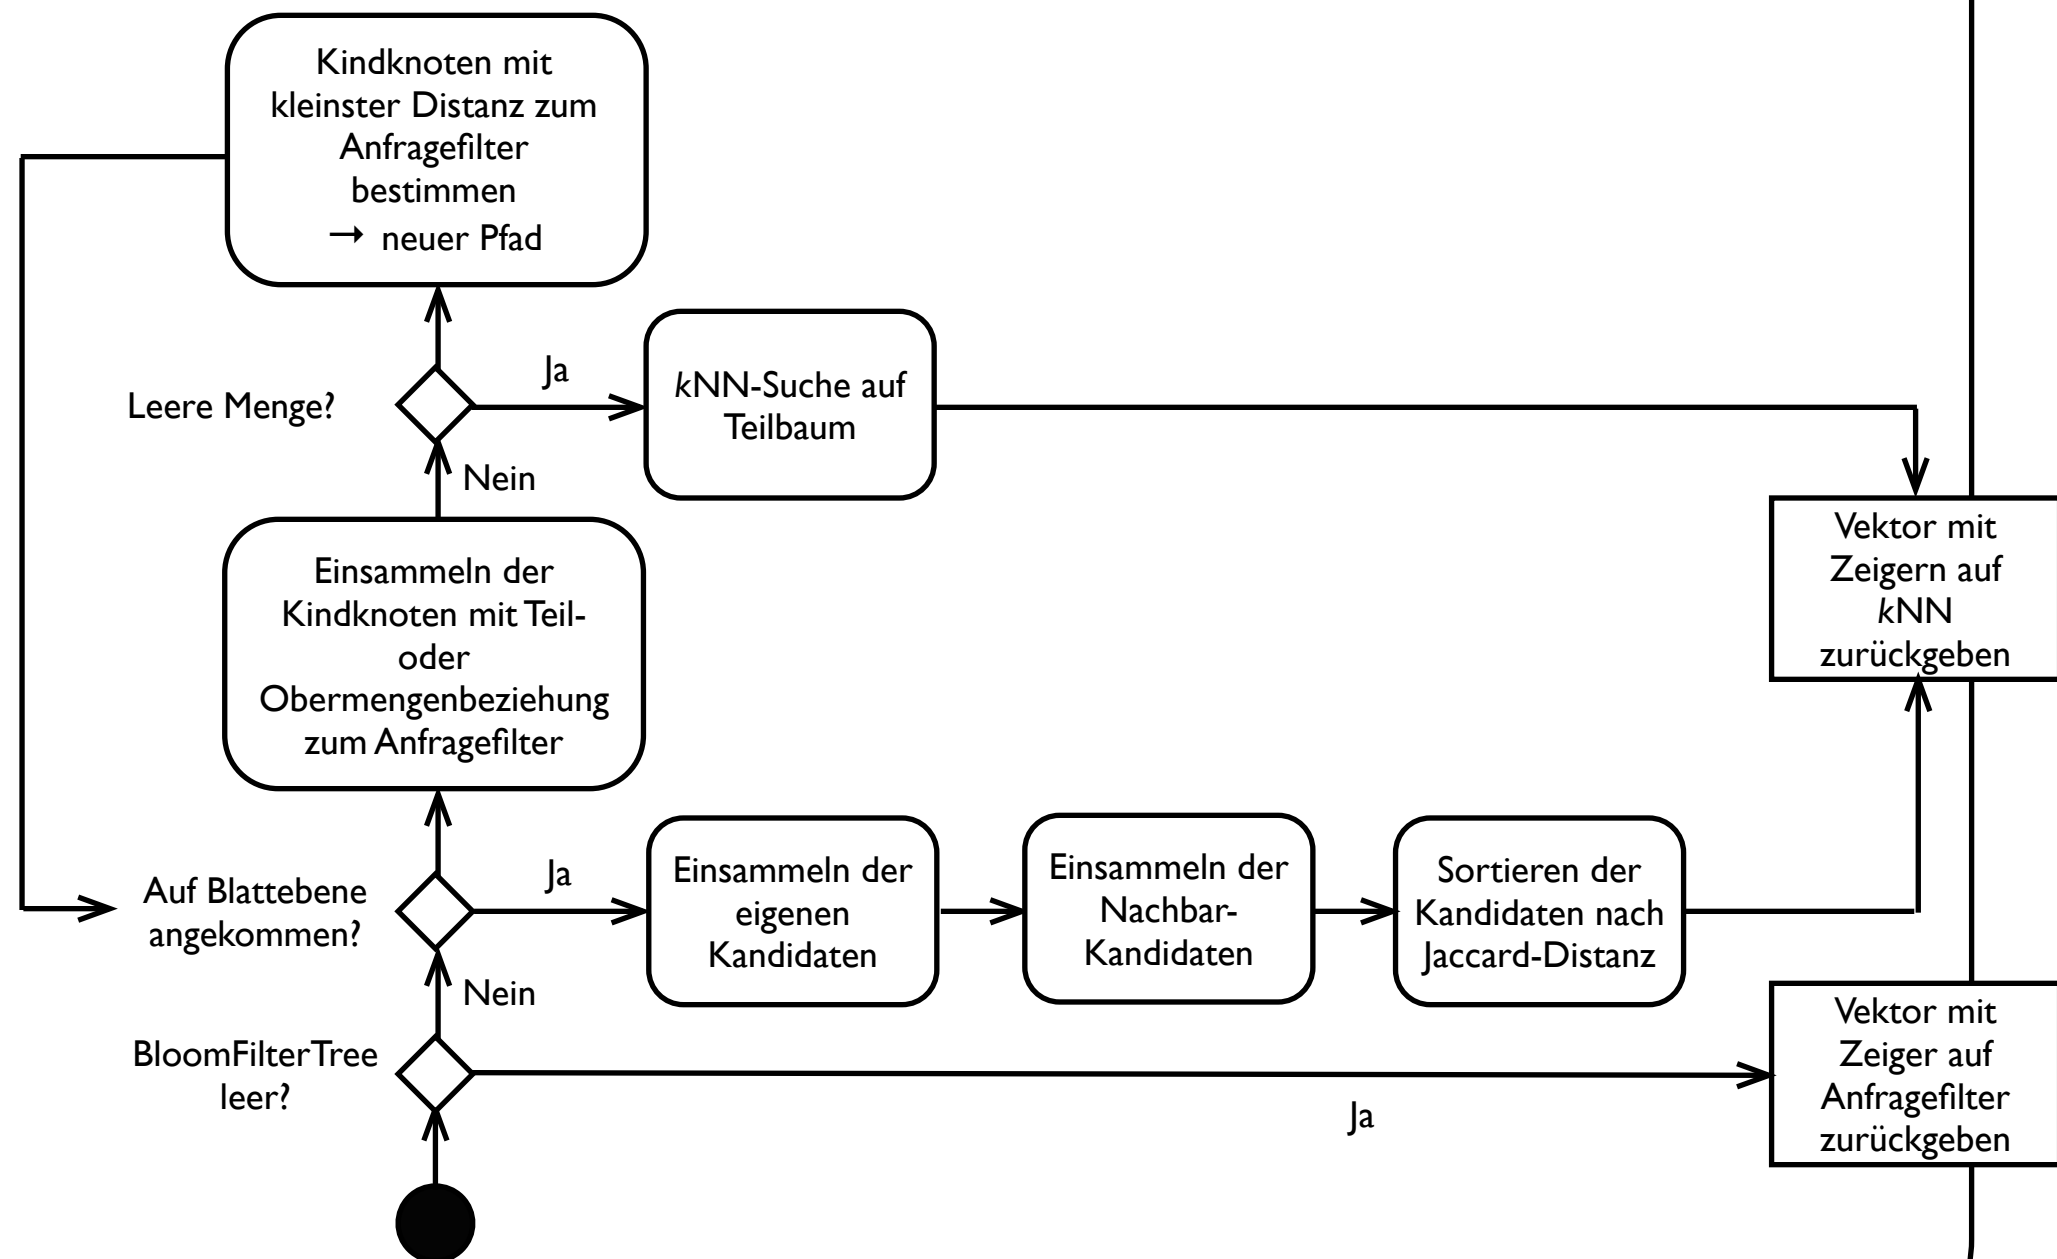 Kindknoten mit
kleinster Distanz zum
Anfragefilter
bestimmen
→ neuer Pfad
Leere Menge?
Ja
kNN-Suche auf
Teilbaum
Nein
Einsammeln der
Kindknoten mit Teil-
oder
Obermengenbeziehung
zum Anfragefilter
Vektor mit
Zeigern auf
kNN
zurückgeben
Auf Blattebene
angekommen?
Ja
Einsammeln der
eigenen
Kandidaten
Einsammeln der
Nachbar-
Kandidaten
Sortieren der
Kandidaten nach
Jaccard-Distanz
Nein
BloomFilterTree
leer?
Ja
Vektor mit
Zeiger auf
Anfragefilter
zurückgeben